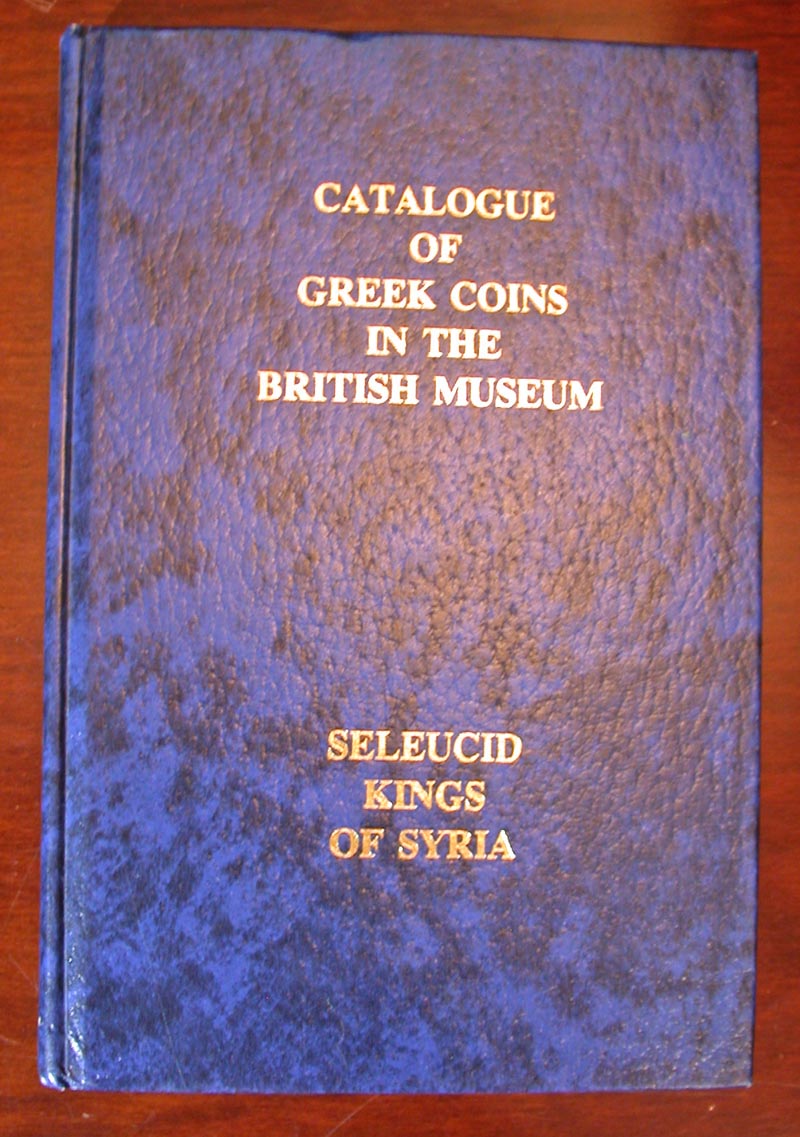 CATALOGUE
OF
GREEK COINS
IN THE
BRITISH MUSEUM
SELEUCID
KINGS
OF SYRIA